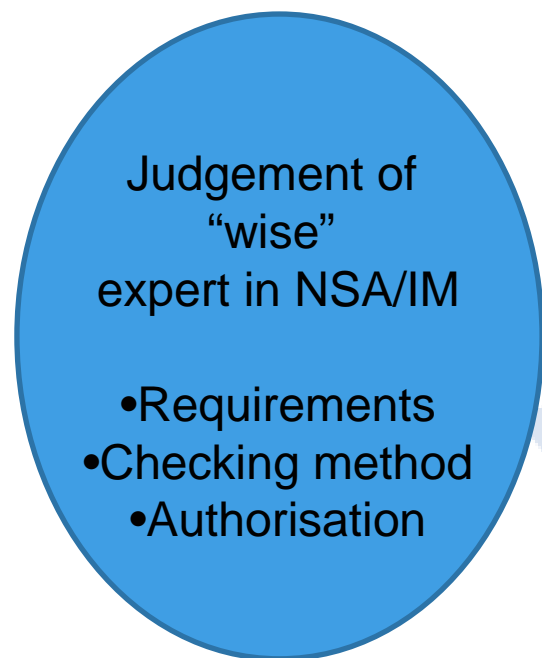 Judgement of
“wise”
expert in NSA/IM
•Requirements
•Checking method
•Authorisation